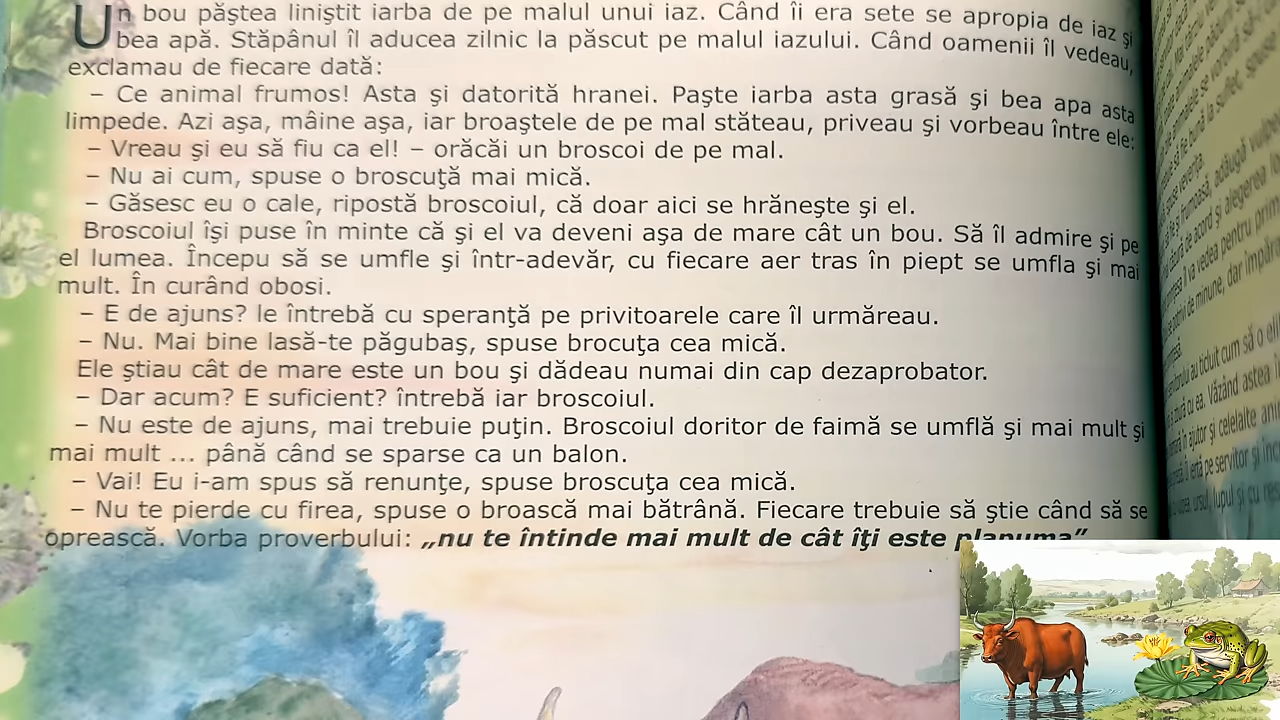 Un bou păştea liniştit iarba de pe malul unui iaz. Când îi era sete se apropia de iaz şi
bea apă. Stăpânul îl aducea zilnic la păscut pe malul iazului. Când oamenii îl vedeau,
exclamau de fiecare dată:
– Ce animal frumos! Asta şi datorită hranei. Paşte iarba asta grasă şi bea apa asta
limpede. Azi aşa, mâine aşa, iar broaştele de pe mal stăteau, priveau şi vorbeau între ele:
– Vreau şi eu să fiu ca el! – orăcăi un broscoi de pe mal.
– Nu ai cum, spuse o broscuţă mai mică.
– Găsesc eu o cale, ripostă broscoiul, că doar aici se hrăneşte şi el.
Broscoiul îşi puse în minte că şi el va deveni aşa de mare cât un bou. Să îl admire şi pe
el lumea. Începu să se umfle şi într-adevăr, cu fiecare aer tras în piept se umfla şi mai
mult. În curând obosi.
– E de ajuns? le întrebă cu speranţă pe privitoarele care îl urmăreau.
– Nu. Mai bine lasă-te păgubaş, spuse brocuţa cea mică.
Ele ştiau cât de mare este un bou şi dădeau numai din cap dezaprobator.
– Dar acum? E suficient? întrebă iar broscoiul.
– Nu este de ajuns, mai trebuie puţin. Broscoiul doritor de faimă se umflă şi mai mult şi
mai mult ... până când se sparse ca un balon.
– Vai! Eu i-am spus să renunţe, spuse broscuţa cea mică.
– Nu te pierde cu firea, spuse o broască mai bătrână. Fiecare trebuie să ştie când să se
oprească. Vorba proverbului: „nu te întinde mai mult de cât îţi este plapuma”